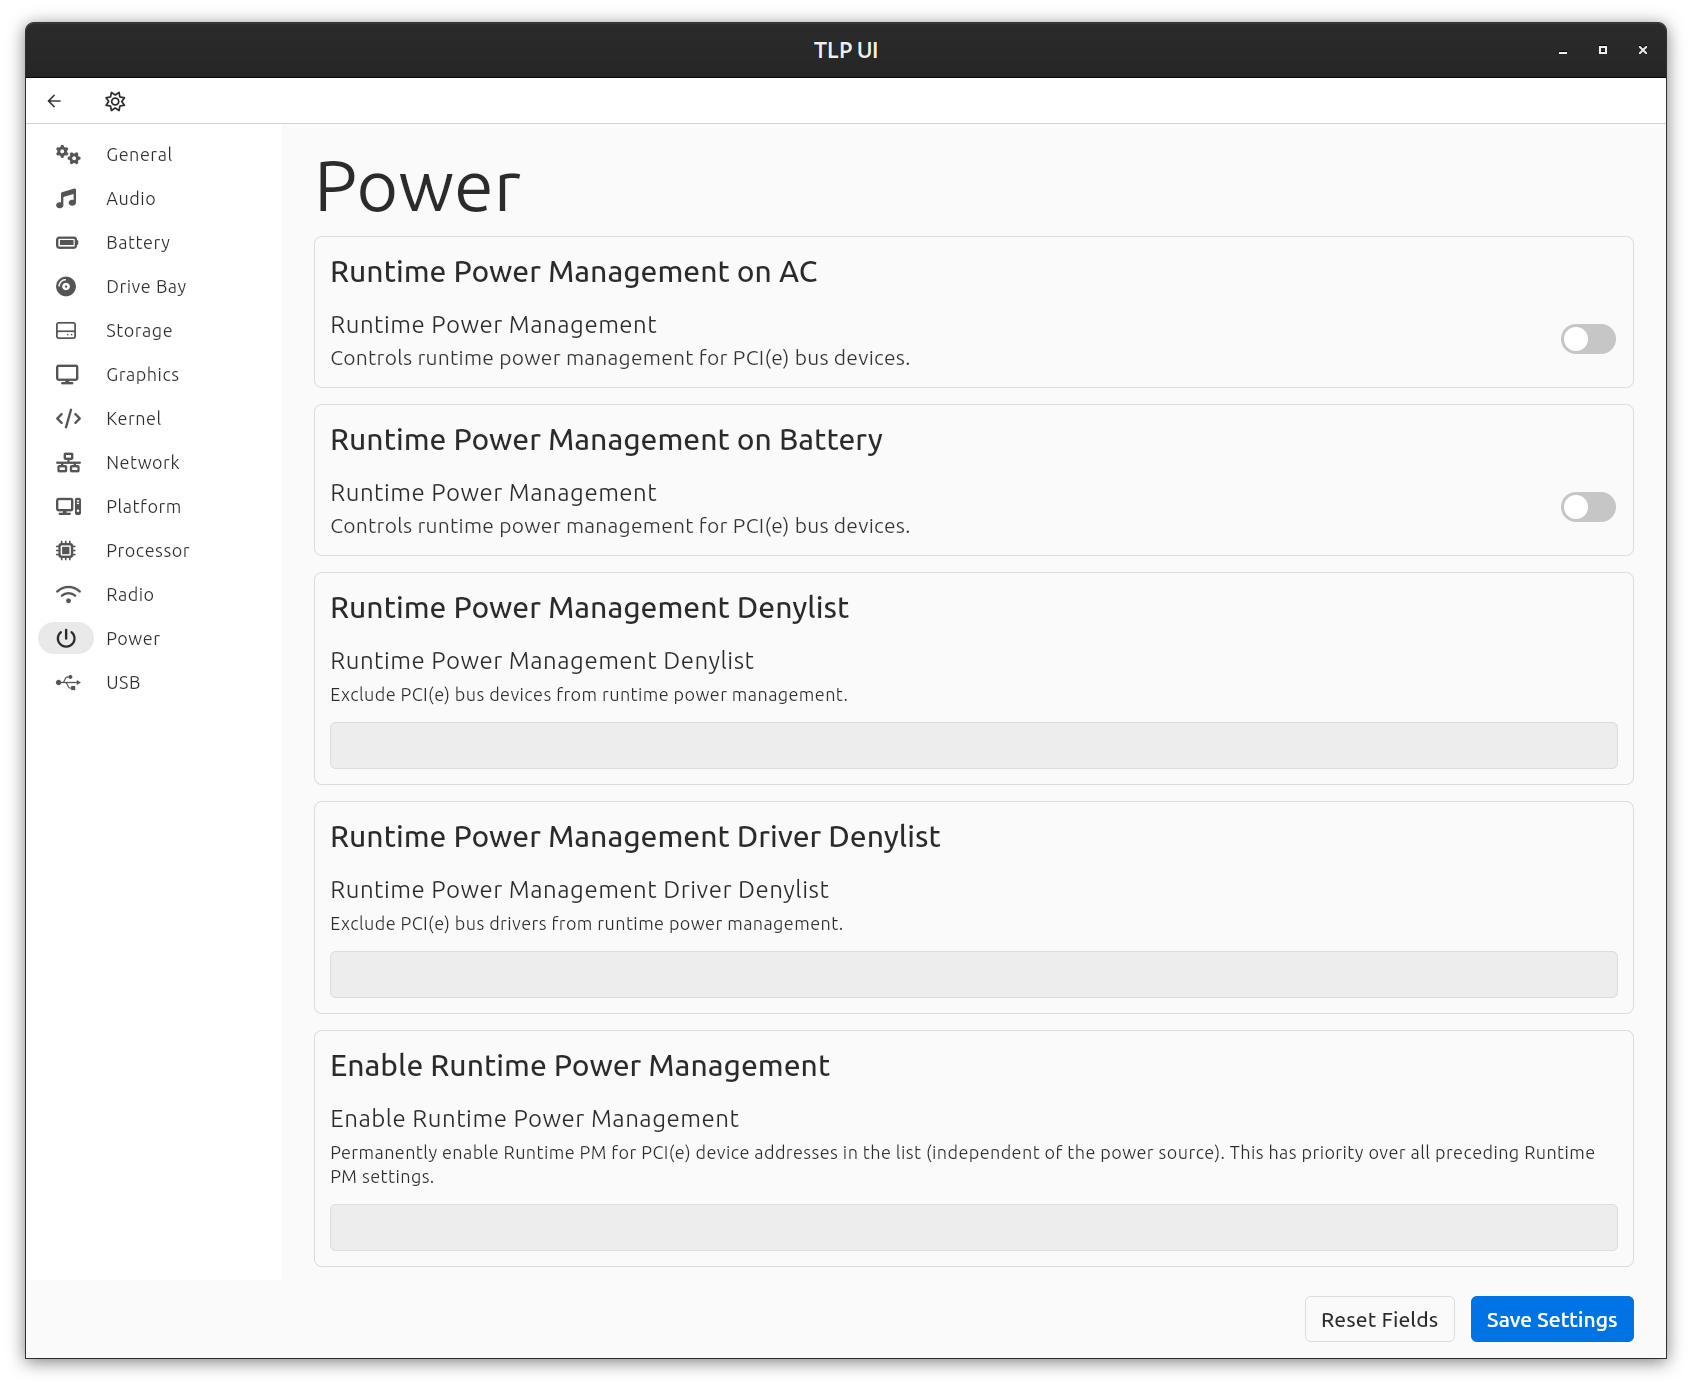 TLP UI
General
Audio
Battery
Drive Bay
Storage
Graphics
Kernel
Network
Platform
Processor
Radio
Power
USB
Power
Runtime Power Management on AC
Runtime Power Management
Controls runtime power management for PCI(e) bus devices.
Runtime Power Management on Battery
Runtime Power Management
Controls runtime power management for PCI(e) bus devices.
Runtime Power Management Denylist
Runtime Power Management Denylist
Exclude PCI(e) bus devices from runtime power management.
Runtime Power Management Driver Denylist
Runtime Power Management Driver Denylist
Exclude PCI(e) bus drivers from runtime power management.
Enable Runtime Power Management
Enable Runtime Power Management
Permanently enable Runtime PM for PCI(e) device addresses in the list (independent of the power source). This has priority over all preceding Runtime
PM settings.
Reset Fields
Save Settings